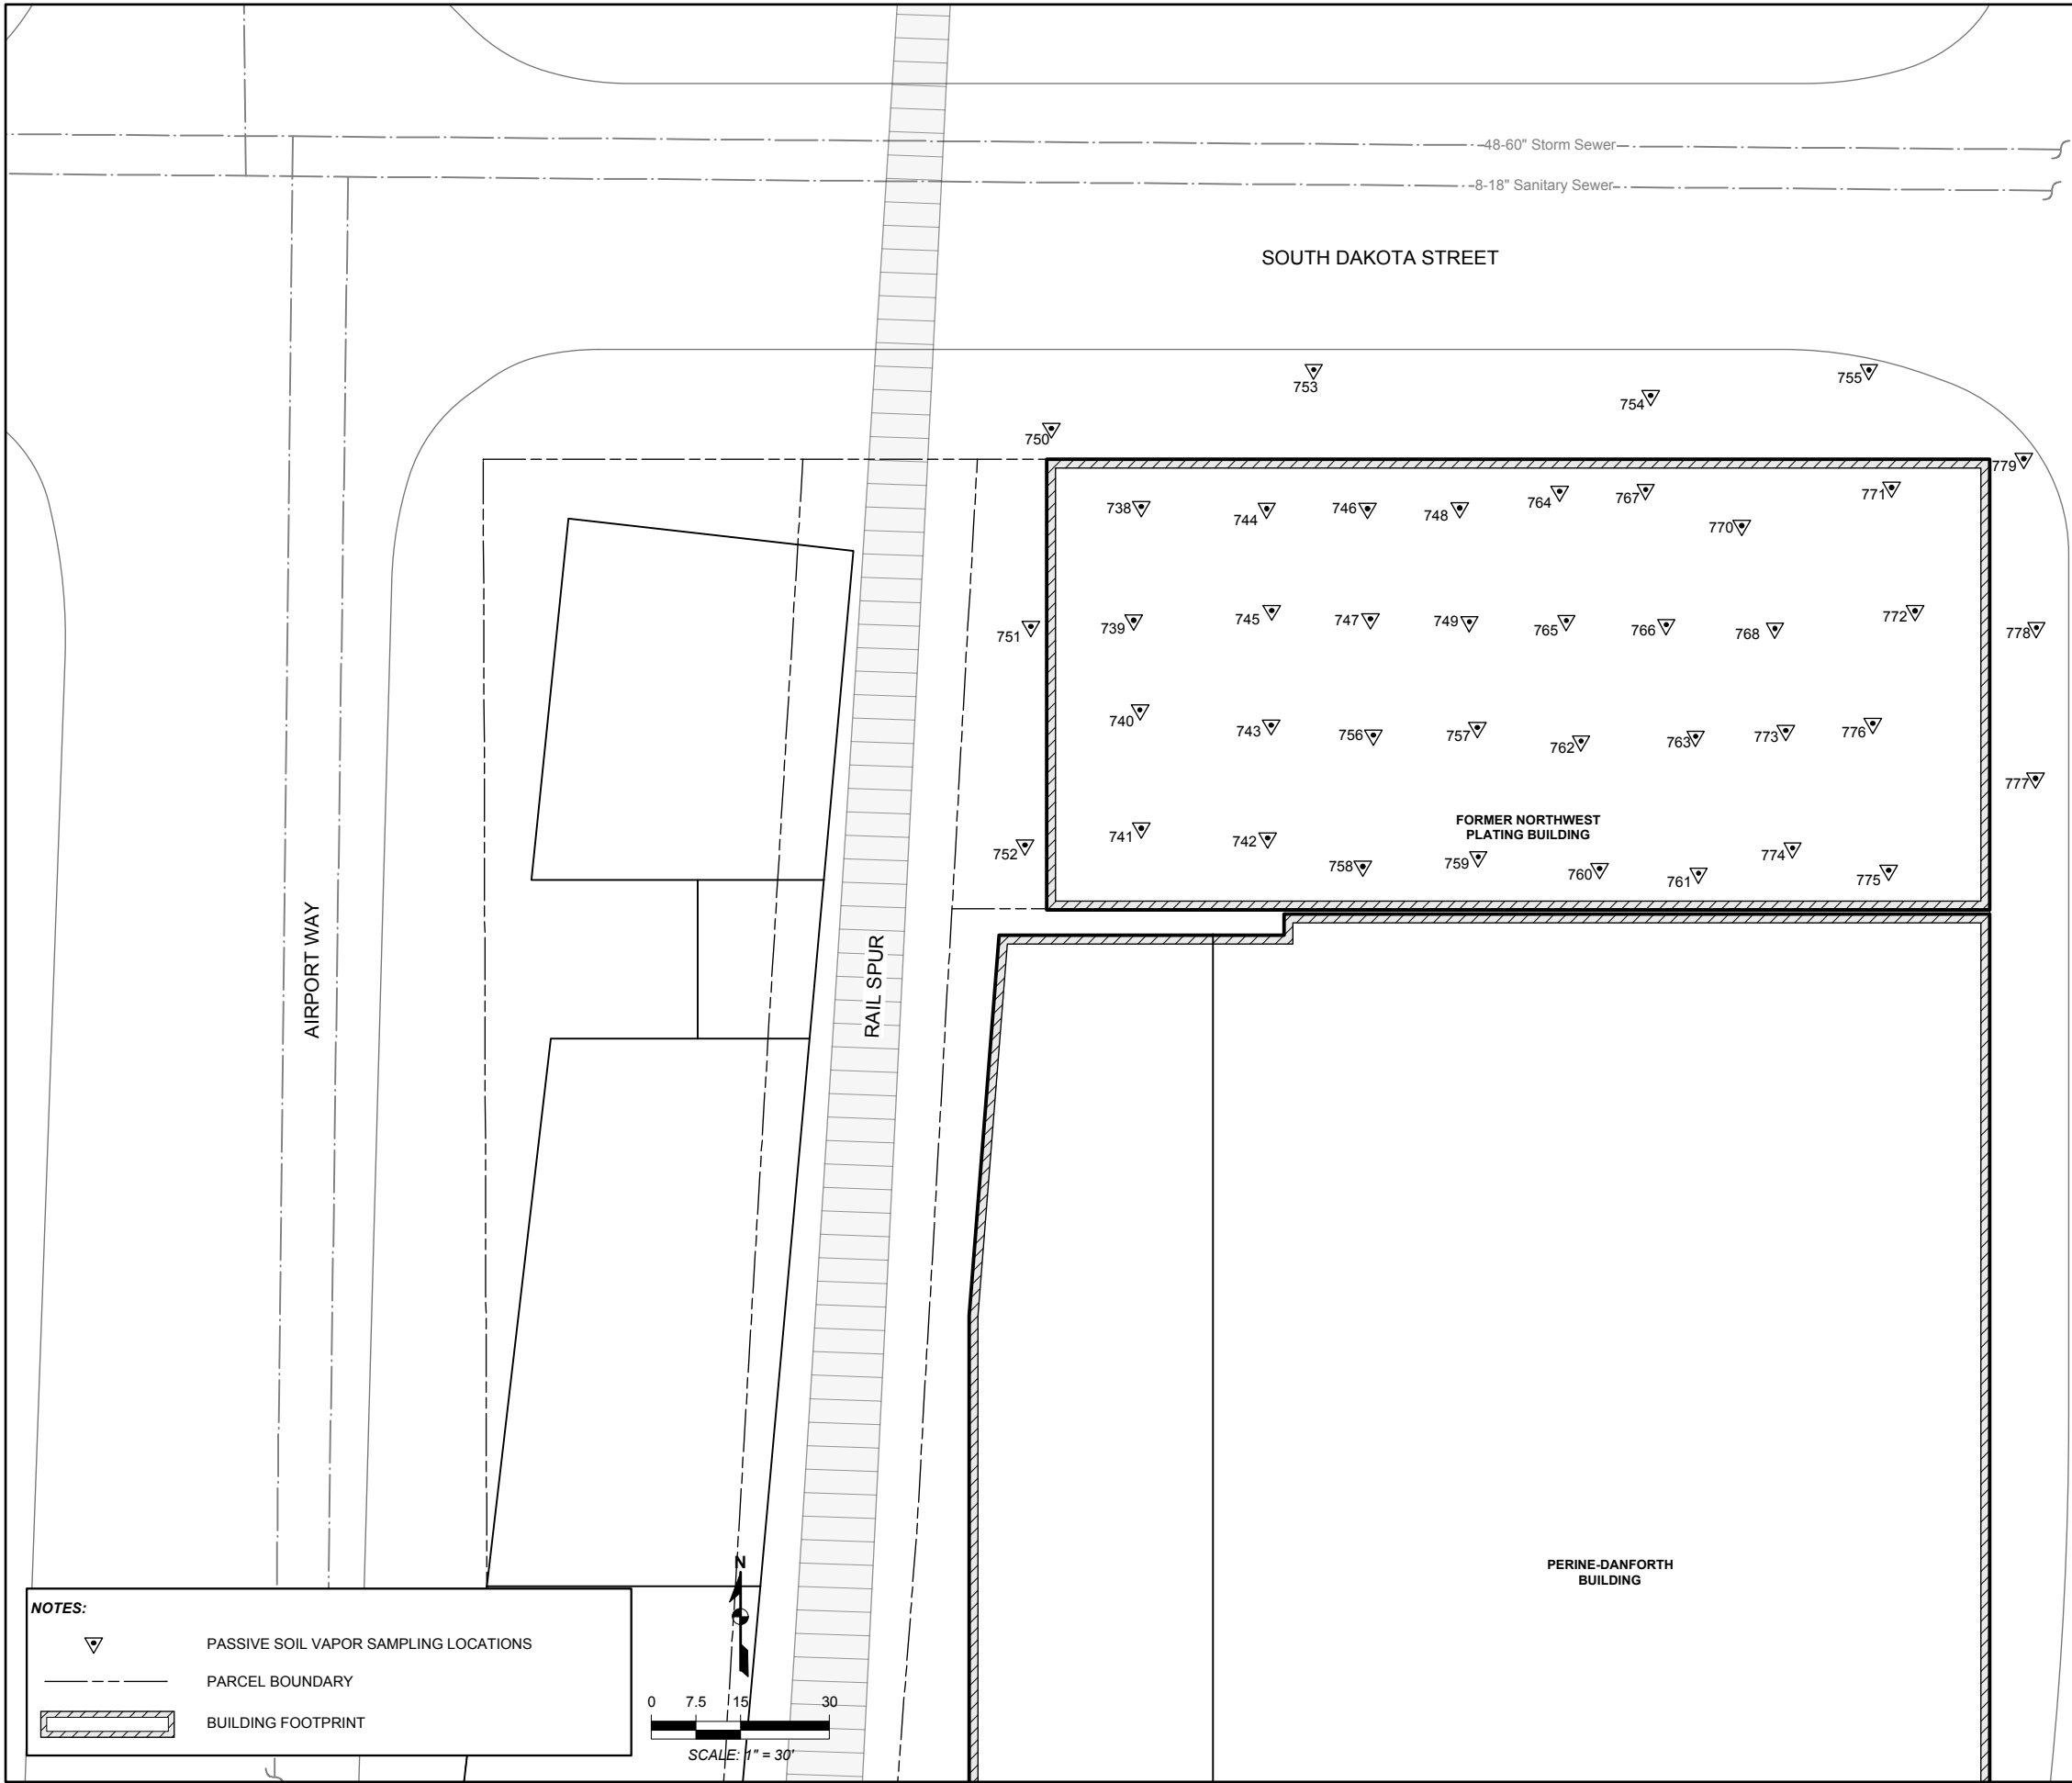 48-60" Storm Sewer
8-18" Sanitary Sewer
SOUTH DAKOTA STREET
753
754
755
750
779
738
744
746
748
764
767
770
771
751
739
745
747
749
765
766
768
772
778
740
743
756
757
762
763
773
776
777
752
741
742
758
759
760
761
774
775
FORMER NORTHWEST
PLATING BUILDING
AIRPORT WAY
RAIL SPUR
PERINE-DANFORTH
BUILDING
NOTES:
PASSIVE SOIL VAPOR SAMPLING LOCATIONS
PARCEL BOUNDARY
BUILDING FOOTPRINT
N
0 7.5 15 30
SCALE: 1" = 30'